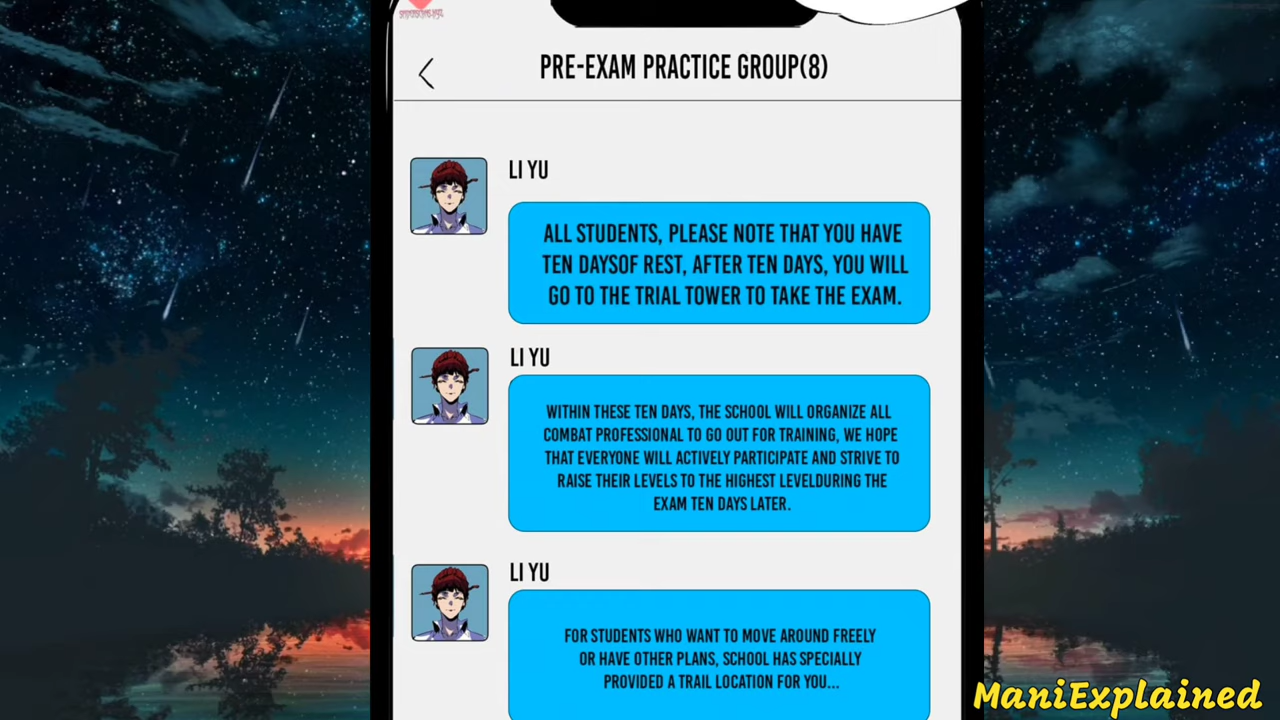 PRE-EXAM PRACTICE GROUP(8)
LI YU
ALL STUDENTS, PLEASE NOTE THAT YOU HAVE
TEN DAYSOF REST, AFTER TEN DAYS, YOU WILL
GO TO THE TRIAL TOWER TO TAKE THE EXAM.
LI YU
WITHIN THESE TEN DAYS, THE SCHOOL WILL ORGANIZE ALL
COMBAT PROFESSIONAL TO GO OUT FOR TRAINING, WE HOPE
THAT EVERYONE WILL ACTIVELY PARTICIPATE AND STRIVE TO
RAISE THEIR LEVELS TO THE HIGHEST LEVELDURING THE
EXAM TEN DAYS LATER.
LI YU
FOR STUDENTS WHO WANT TO MOVE AROUND FREELY
OR HAVE OTHER PLANS, SCHOOL HAS SPECIALLY
PROVIDED A TRAIL LOCATION FOR YOU...
ManiExplained